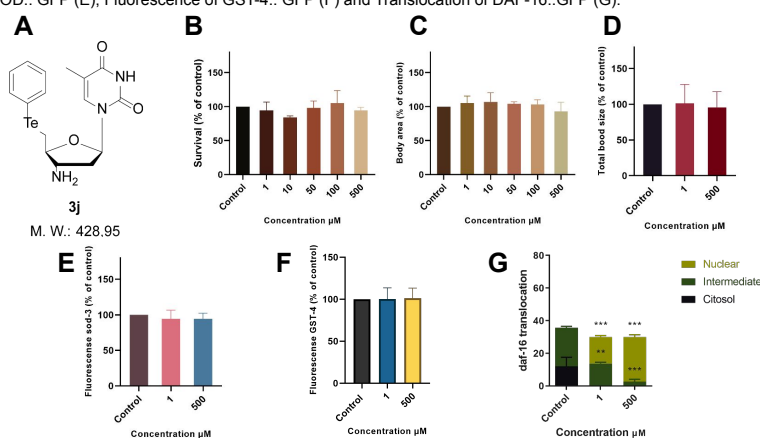 OD:: GFP (E), Fluorescence of GST-4:: GFP (F) and Translocation of DAF-16::GFP (G).
A
O
NH
N
O
Te
O
NH2
3j
M. W.: 428,95
B
Survival (% of control)
150
100
50
0
Control
1
10
50
100
500
Concentration µM
C
Body area (% of control)
150
100
50
0
Control
1
10
50
100
500
Concentration µM
D
Total bood size (% of control)
150
100
50
0
Control
1
500
Concentration µM
E
Fluorescense sod-3 (% of control)
150
100
50
0
Control
1
500
Concentration µM
F
Fluorescense GST-4 (% of control)
150
100
50
0
Control
1
500
Concentration µM
G
daf-16 translocation
80
60
40
20
0
*** ***
**
***
Control
1
500
Concentration µM
Nuclear
Intermediate
Citosol